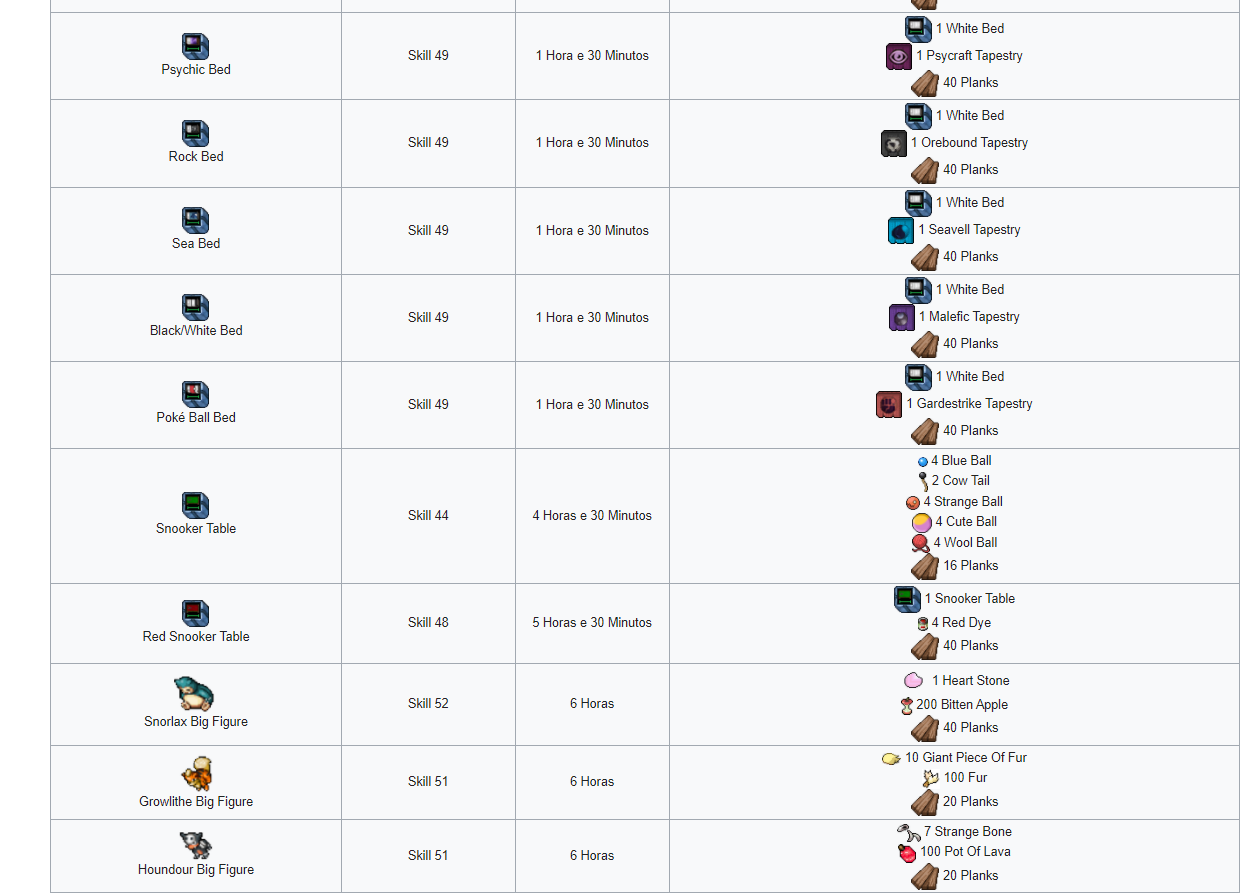 Psychic Bed
Skill 49
1 Hora e 30 Minutos
1 White Bed
1 Psycraft Tapestry
40 Planks
Rock Bed
Skill 49
1 Hora e 30 Minutos
1 White Bed
1 Orebound Tapestry
40 Planks
Sea Bed
Skill 49
1 Hora e 30 Minutos
1 White Bed
1 Seavell Tapestry
40 Planks
Black/White Bed
Skill 49
1 Hora e 30 Minutos
1 White Bed
1 Malefic Tapestry
40 Planks
Poké Ball Bed
Skill 49
1 Hora e 30 Minutos
1 White Bed
1 Gardestrike Tapestry
40 Planks
Snooker Table
Skill 44
4 Horas e 30 Minutos
4 Blue Ball
2 Cow Tail
4 Strange Ball
4 Cute Ball
4 Wool Ball
16 Planks
Red Snooker Table
Skill 48
5 Horas e 30 Minutos
1 Snooker Table
4 Red Dye
40 Planks
Snorlax Big Figure
Skill 52
6 Horas
1 Heart Stone
200 Bitten Apple
40 Planks
Growlithe Big Figure
Skill 51
6 Horas
10 Giant Piece Of Fur
100 Fur
20 Planks
Houndour Big Figure
Skill 51
6 Horas
7 Strange Bone
100 Pot Of Lava
20 Planks